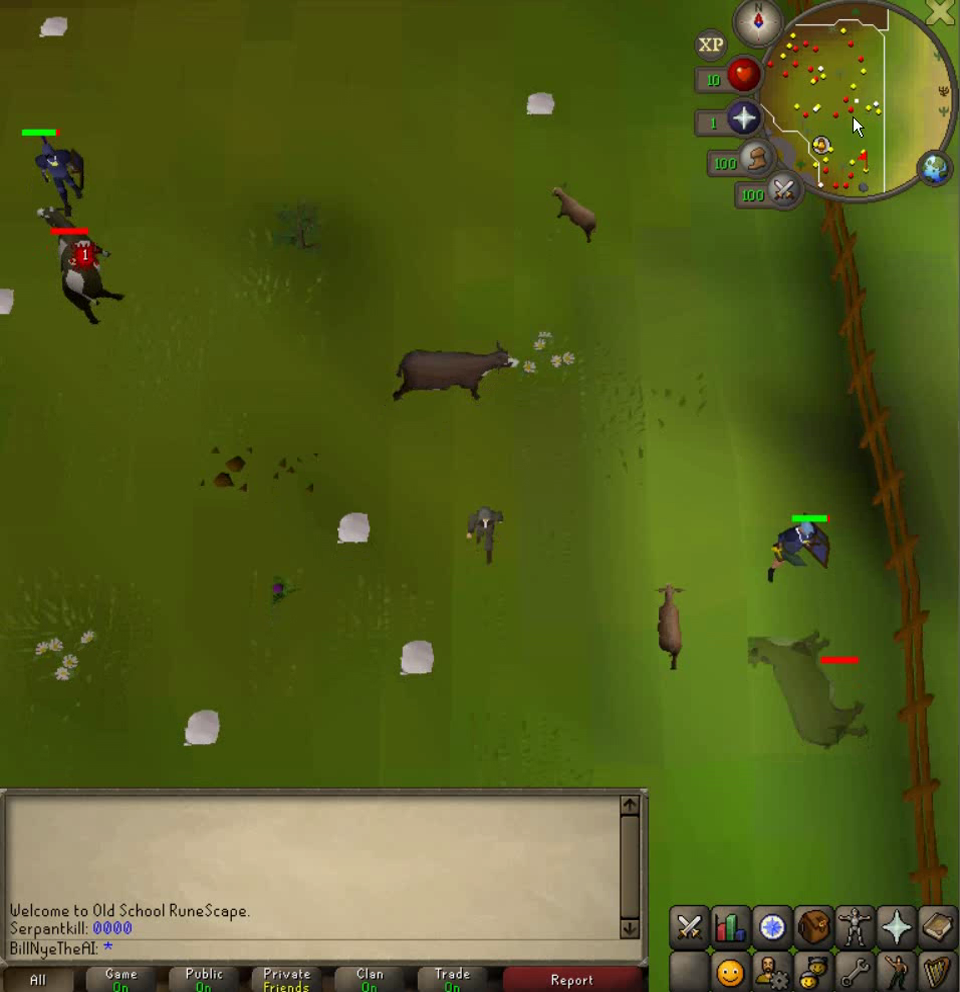 N
XP
10
1
1
100
100
Welcome to Old School RuneScape.
Serpantkill: 0000
BillNyeTheAI: *
All
Game
On
Public
On
Private
Friends
Clan
On
Trade
On
Report